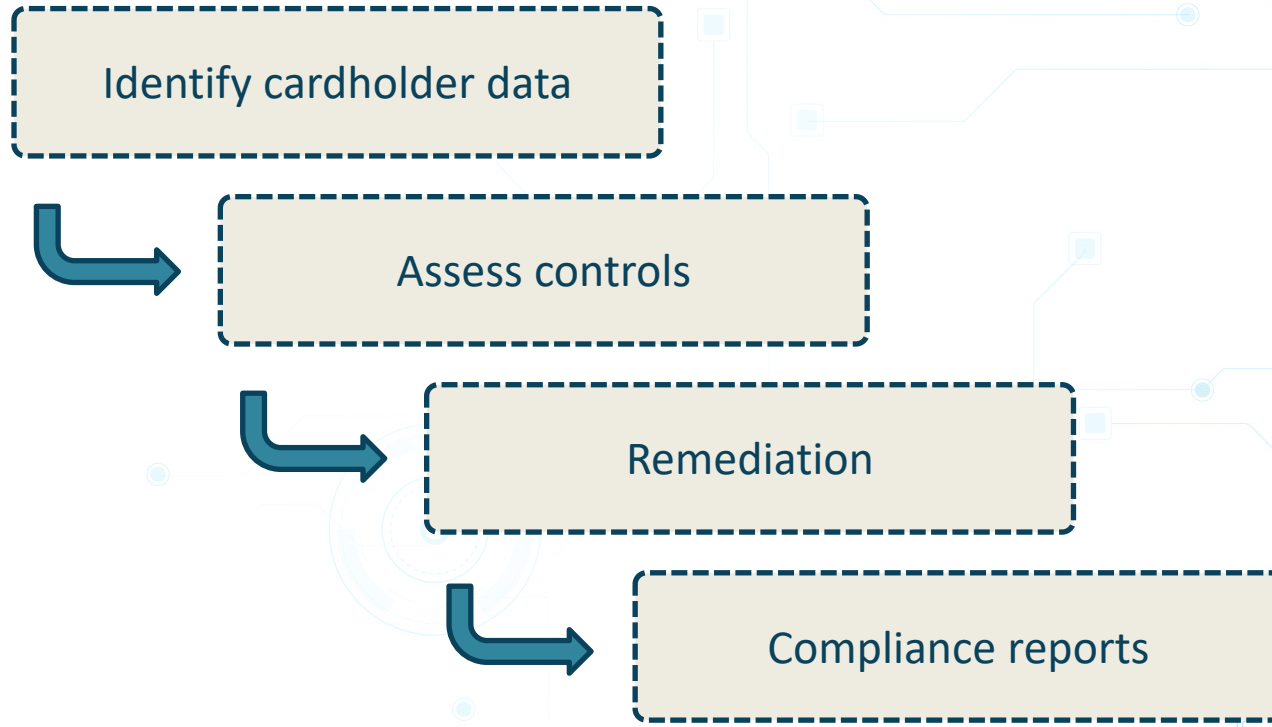 Identify cardholder data
Assess controls
Remediation
Compliance reports